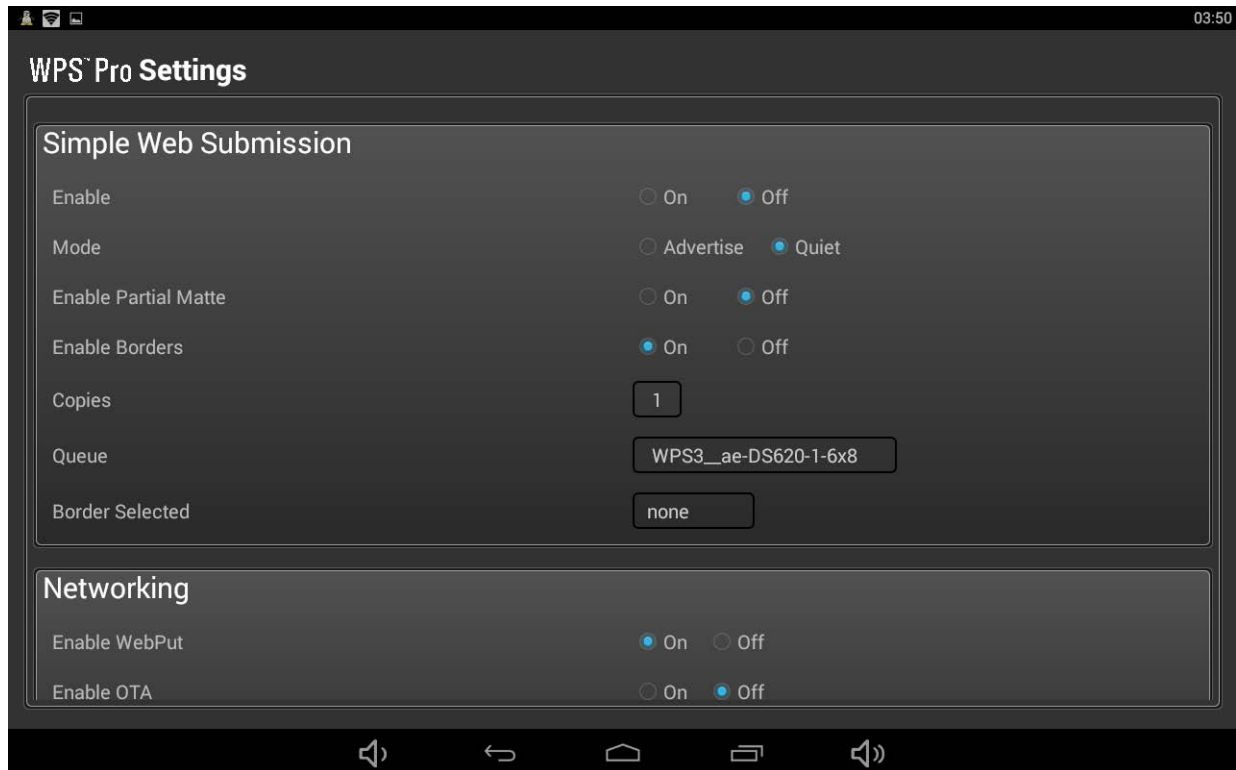 03:50
WPS™Pro Settings
Simple Web Submission
Enable On Off
Mode Advertise Quiet
Enable Partial Matte On Off
Enable Borders On Off
Copies 1
Queue WPS3__ae-DS620-1-6x8
Border Selected none
Networking
Enable WebPut On Off
Enable OTA On Off